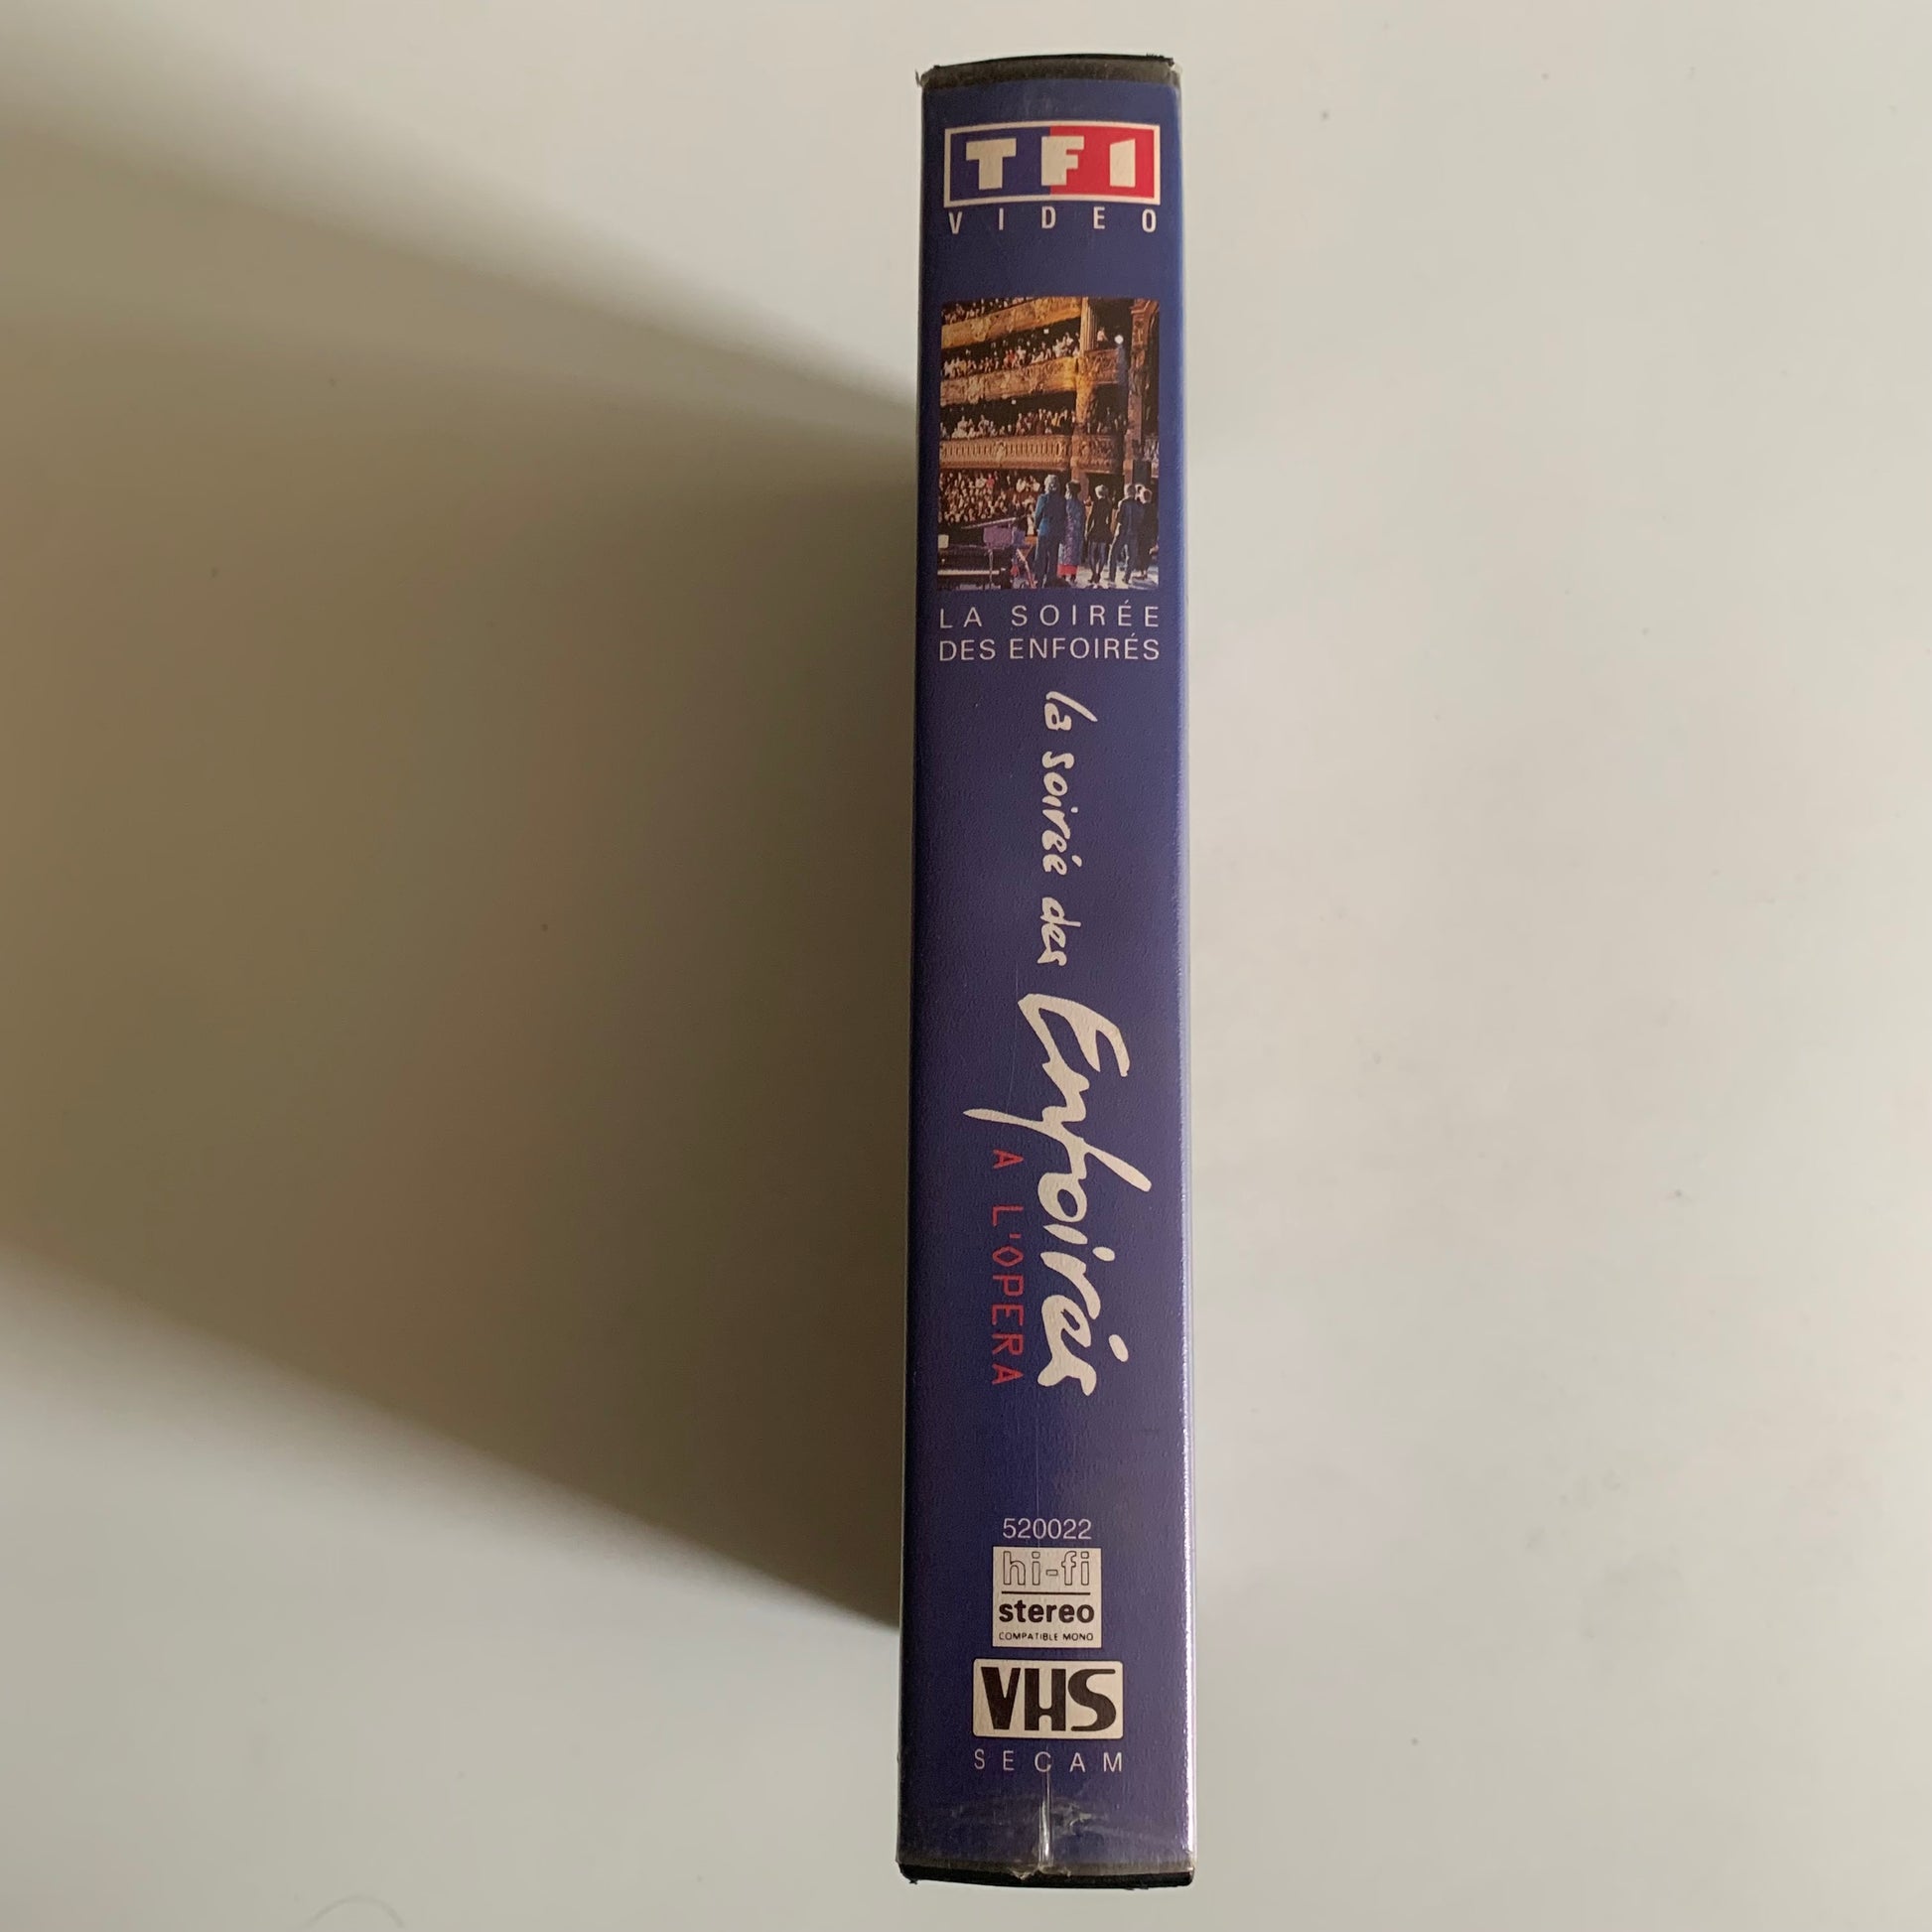 TF1
VIDEO
LA SOIRÉE
DES ENFOIRÉS
la soirée des Enfoirés
A L'OPERA
520022
hi-fi
stereo
COMPATIBLE MONO
VHS
SECAM